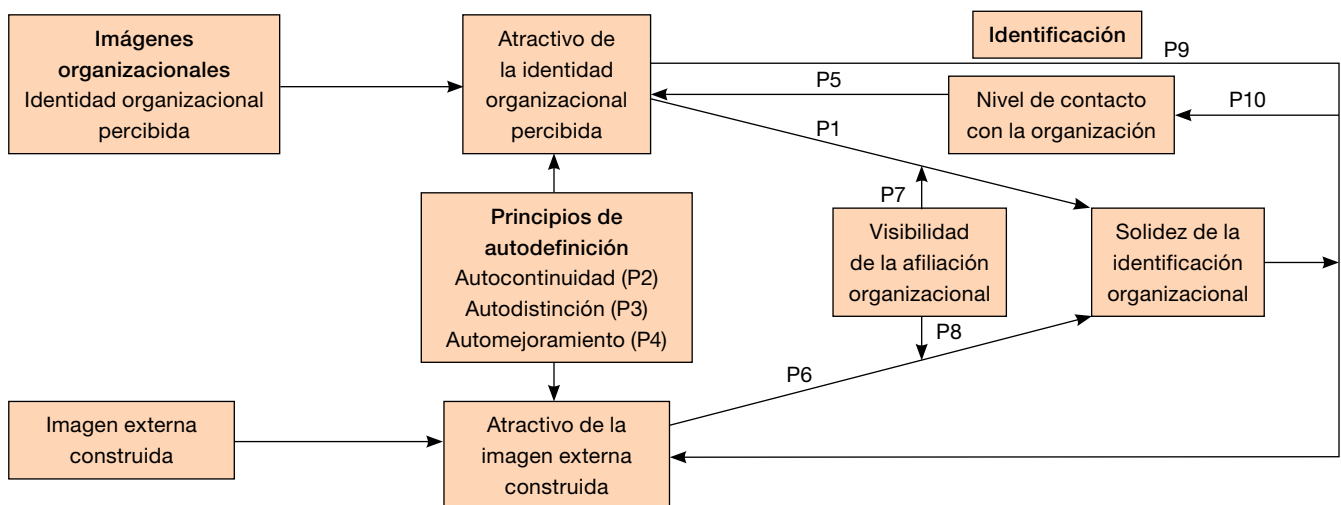 Imágenes
organizacionales
Identidad organizacional
percibida
Atractivo de
la identidad
organizacional
percibida
Identificación
P9
P5
Nivel de contacto
con la organización
P10
P1
P7
Principios de
autodefinición
Autocontinuidad (P2)
Autodistinción (P3)
Automejoramiento (P4)
Visibilidad
de la afiliación
organizacional
Solidez de la
identificación
organizacional
P8
P6
Imagen externa
construida
Atractivo de la
imagen externa
construida